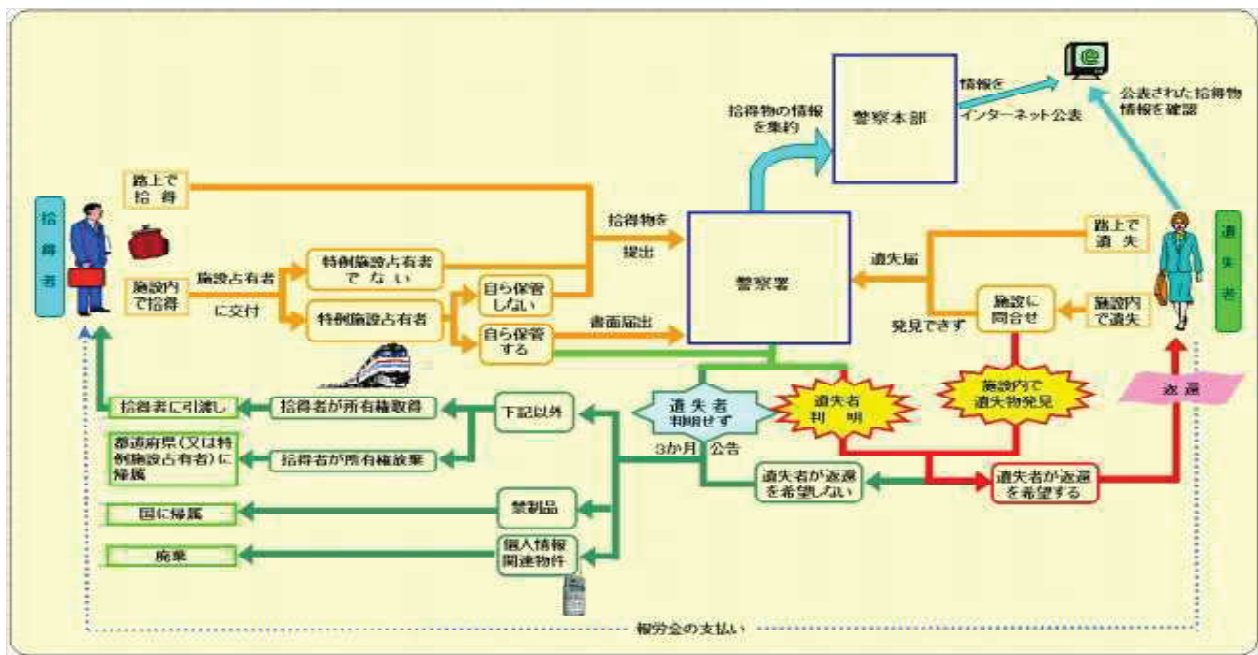 拾得物の情報
を集約
警察本部
情報を
インターネット公表
公表された拾得物
情報を確認
拾得者
路上で
拾得
施設内
で拾得
施設占有者
に交付
特例施設占有者
でない
特例施設占有者
自ら保管
しない
自ら保管
する
拾得物を
提出
書面届出
警察署
遺失届
発見できず
施設に
問合せ
路上で
遺失
施設内
で遺失
遺失者
拾得者に引渡し
拾得者が所有権取得
下記以外
遺失者
判明せず
3か月公告
遺失者
判明
施設内で
遺失物発見
返還
都道府県(又は特
例施設占有者)に
帰属
拾得者が所有権放棄
遺失者が返還
を希望しない
遺失者が返還
を希望する
国に帰属
禁制品
廃棄
個人情報
関連物件
報労金の支払い